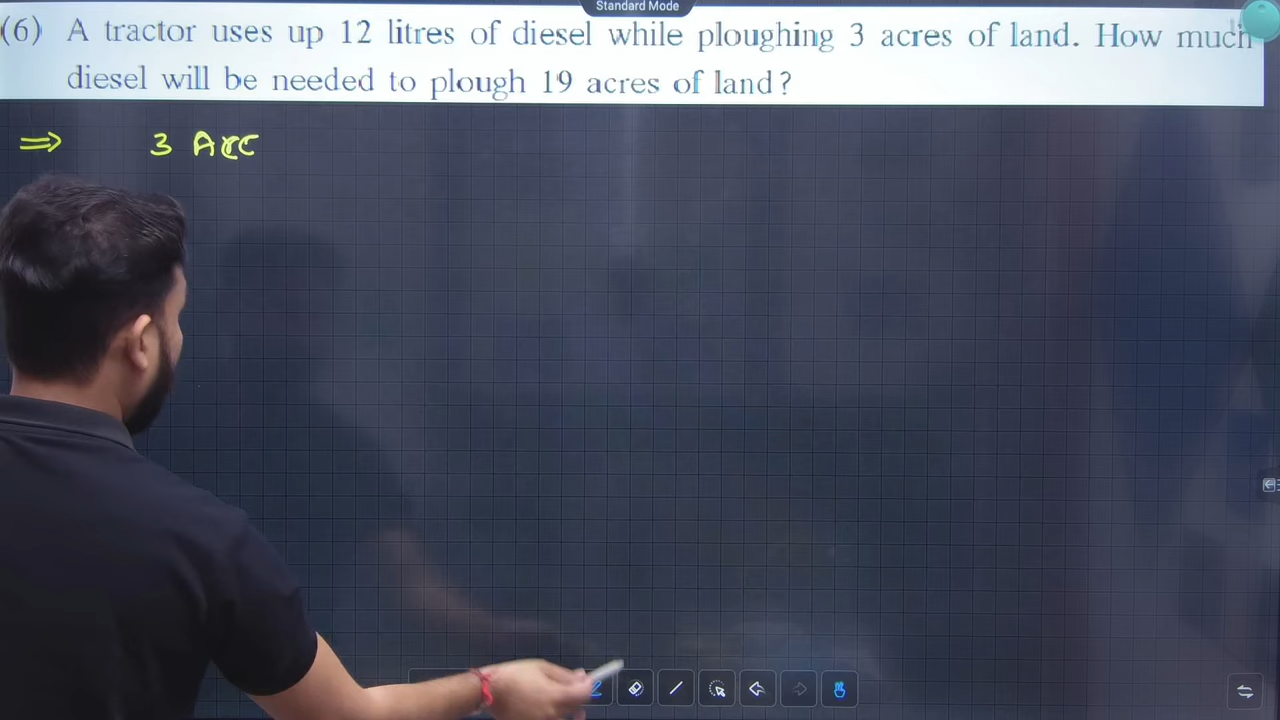 Standard Mode
(6) A tractor uses up 12 litres of diesel while ploughing 3 acres of land. How much
diesel will be needed to plough 19 acres of land?
⇒ 3 Arc